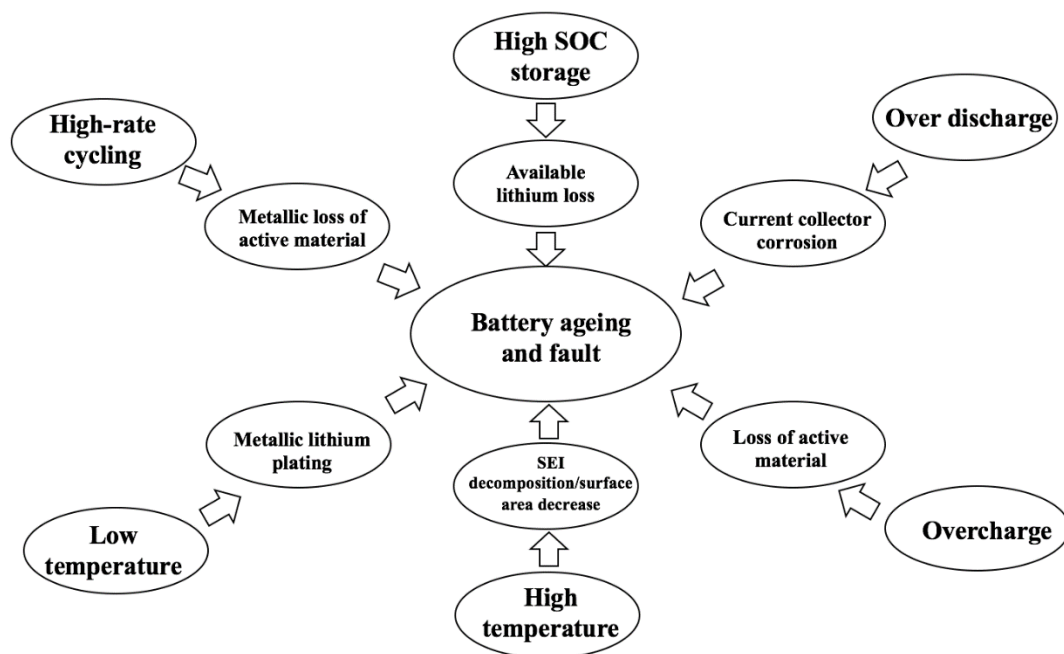 High SOC
storage
High-rate
cycling
Over discharge
Available
lithium loss
Metallic loss of
active material
Current collector
corrosion
Battery ageing
and fault
Metallic lithium
plating
SEI
decomposition/surface
area decrease
Loss of active
material
Low
temperature
High
temperature
Overcharge